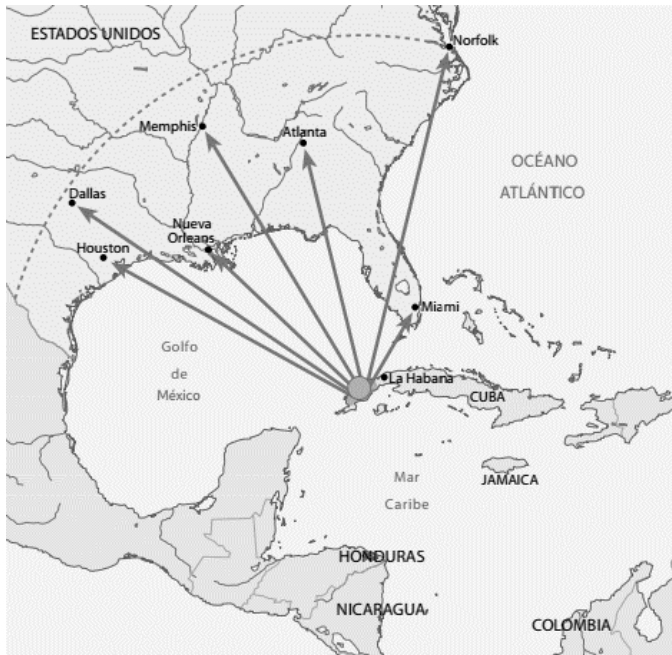 ESTADOS UNIDOS
Norfolk
Memphis
Atlanta
OCÉANO
ATLÁNTICO
Dallas
Nueva
Orleans
Houston
Miami
Golfo
de
México
La Habana
CUBA
Mar
Caribe
JAMAICA
HONDURAS
NICARAGUA
COLOMBIA